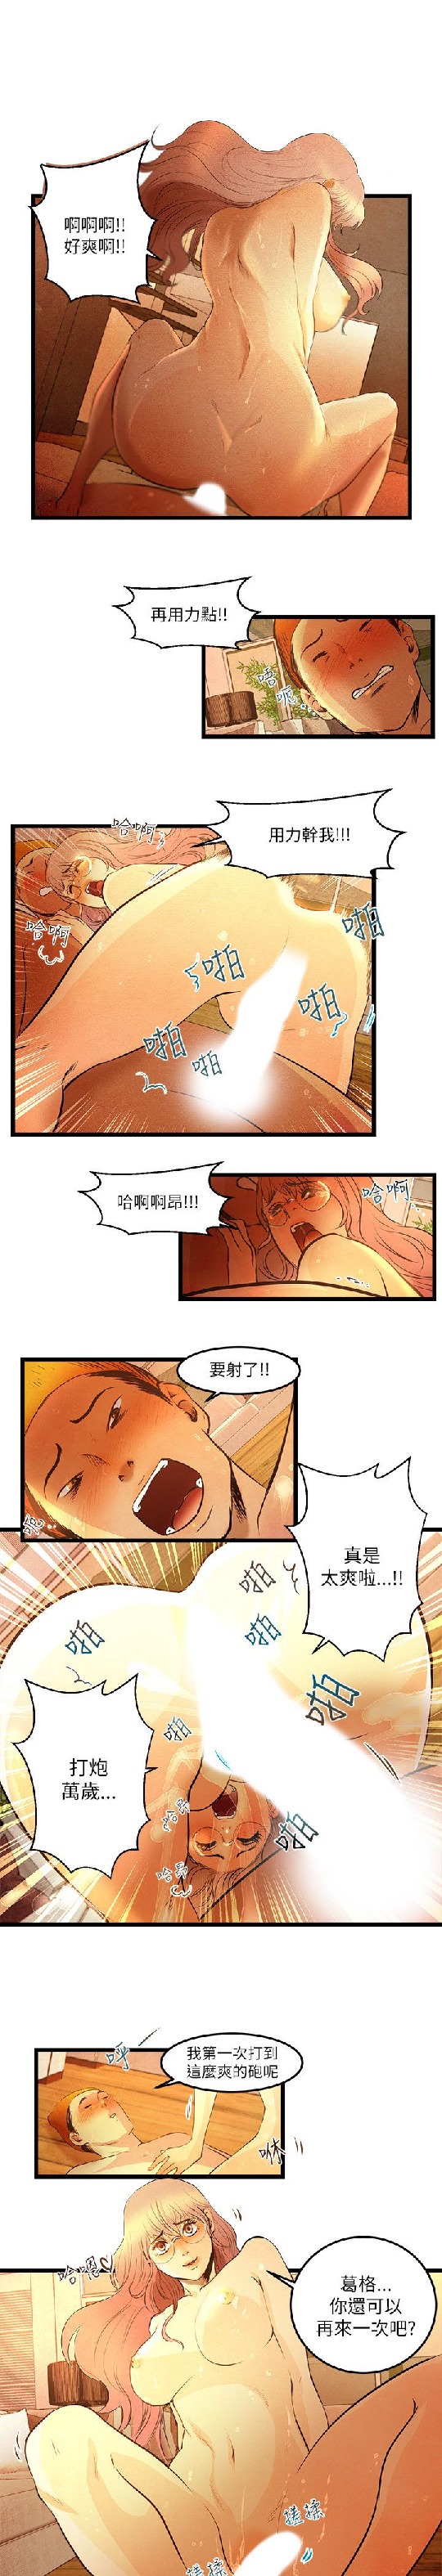 啊啊啊!!
好爽啊!!
再用力點!!
唔
呃…
用力幹我!!!
哈啊
哈啊
啪
啪
啪
啪
啪
哈啊啊昂!!!
哈啊
要射了!!
真是
太爽啦...!!
啪
啪
啪
啪
啪
啪
打炮
萬歲...
哈昂
哈昂
呼
我第一次打到
這麼爽的砲呢
咻
哈嗯
葛格...
你還可以
再來一次吧?
搓揉
搓揉